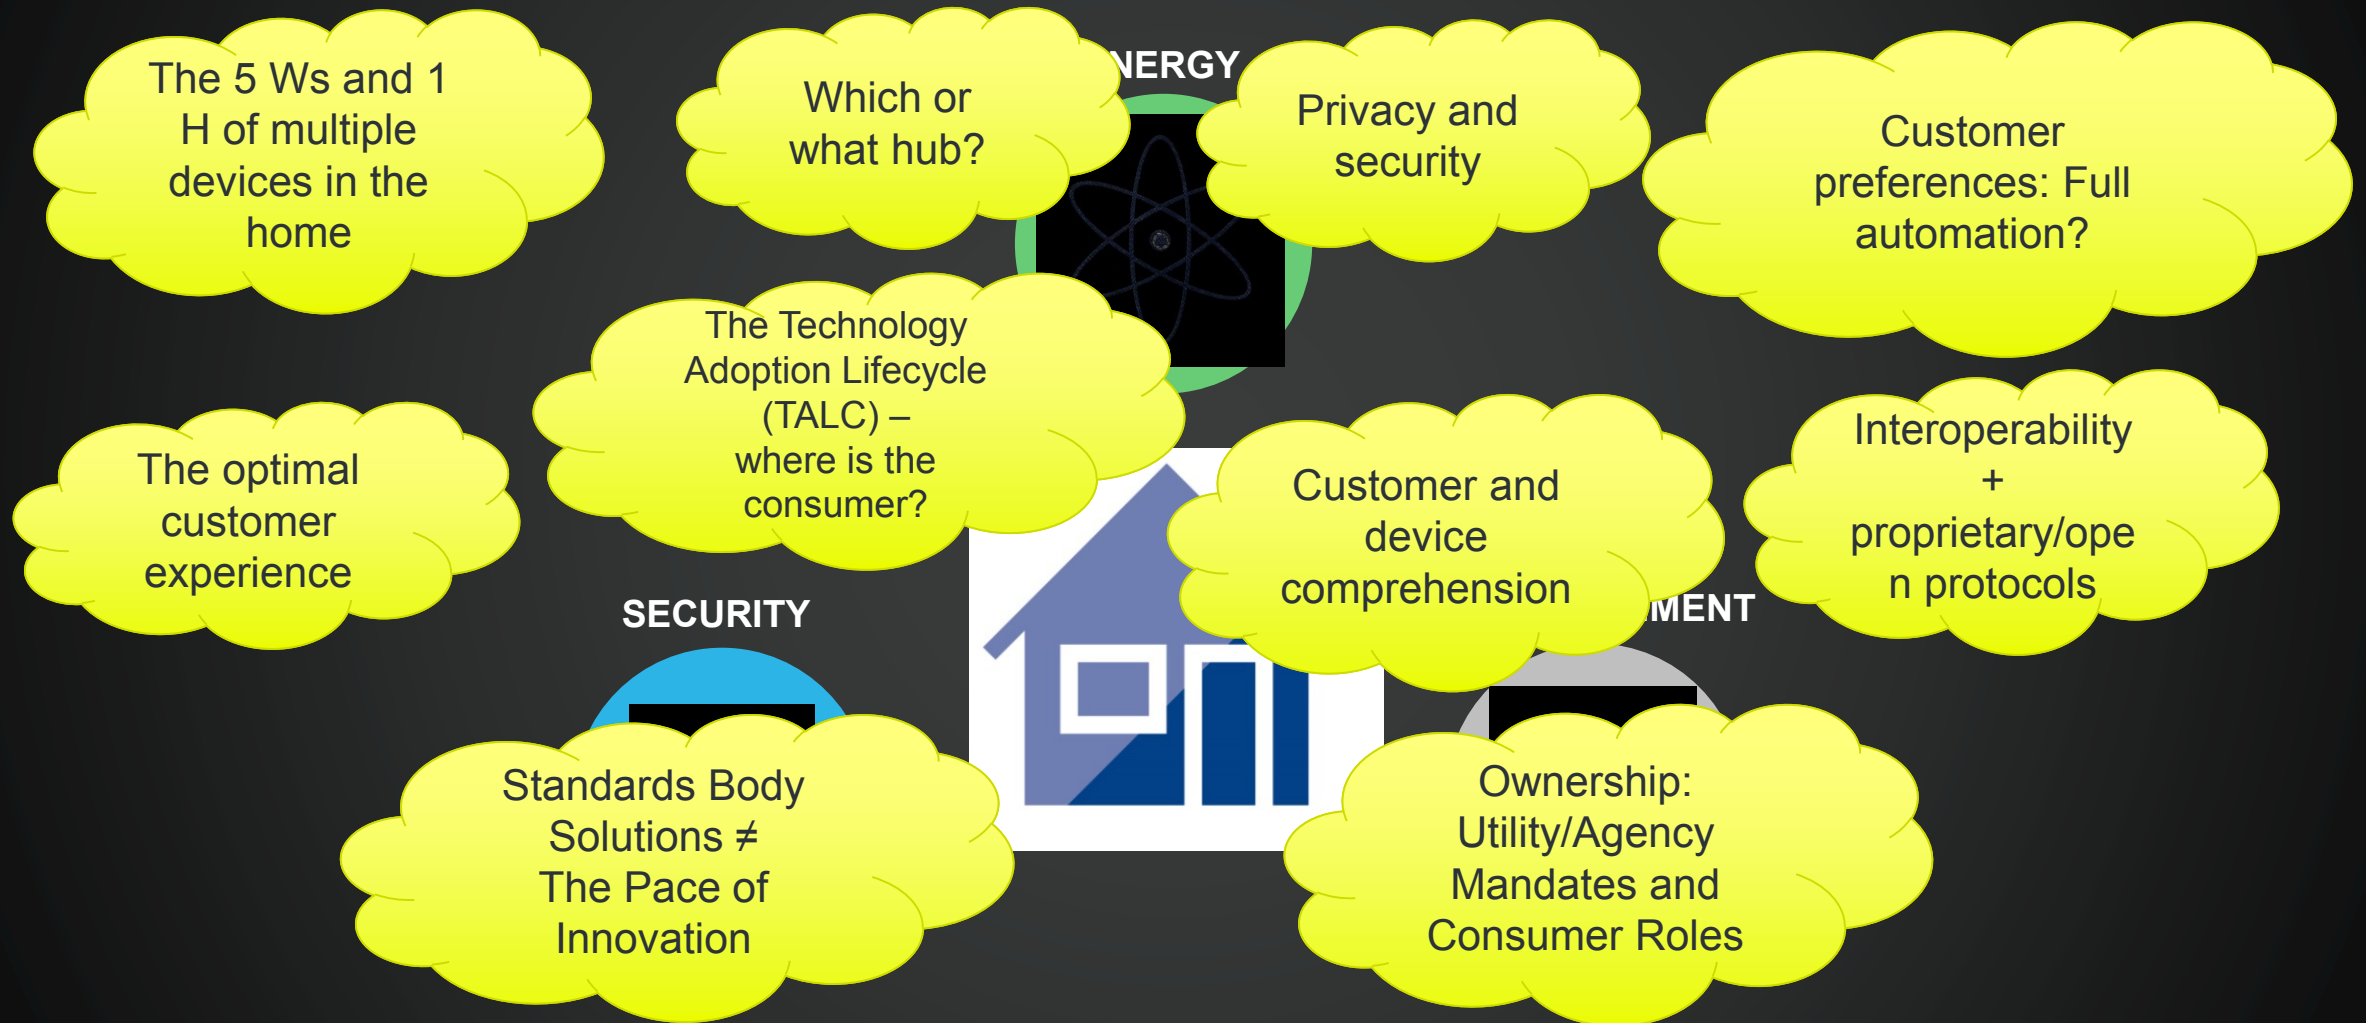 The 5 Ws and 1
H of multiple
devices in the
home
Which or
what hub?
NERGY
Privacy and
security
Customer
preferences: Full
automation?
The Technology
Adoption Lifecycle
(TALC) –
where is the
consumer?
The optimal
customer
experience
Customer and
device
comprehension
Interoperability
+
proprietary/ope
n protocols
SECURITY
MENT
Standards Body
Solutions ≠
The Pace of
Innovation
Ownership:
Utility/Agency
Mandates and
Consumer Roles